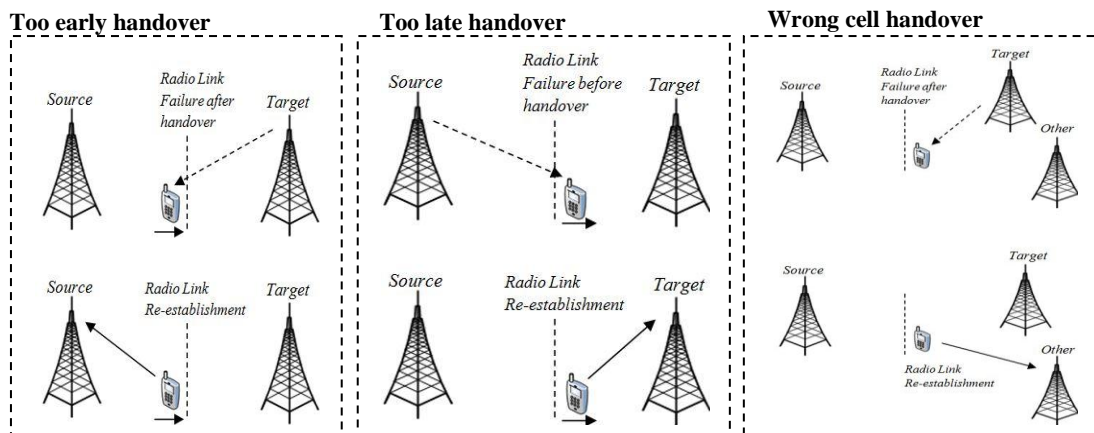 Too early handover
Radio Link
Failure after
handover
Source
Target
Source
Radio Link
Re-establishment
Target
Too late handover
Radio Link
Failure before
handover
Source
Target
Source
Radio Link
Re-establishment
Target
Wrong cell handover
Target
Radio Link
Failure after
handover
Source
Other
Target
Source
Other
Radio Link
Re-establishment